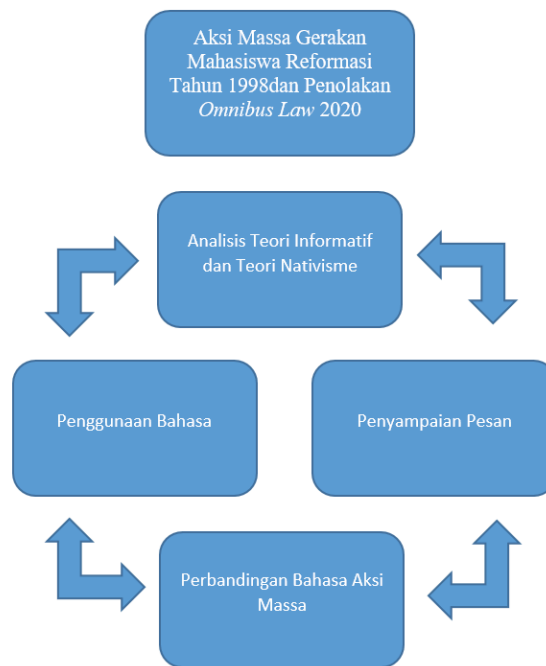 Aksi Massa Gerakan
Mahasiswa Reformasi
Tahun 1998dan Penolakan
Omnibus Law 2020
Analisis Teori Informatif
dan Teori Nativisme
Penggunaan Bahasa
Penyampaian Pesan
Perbandingan Bahasa Aksi
Massa